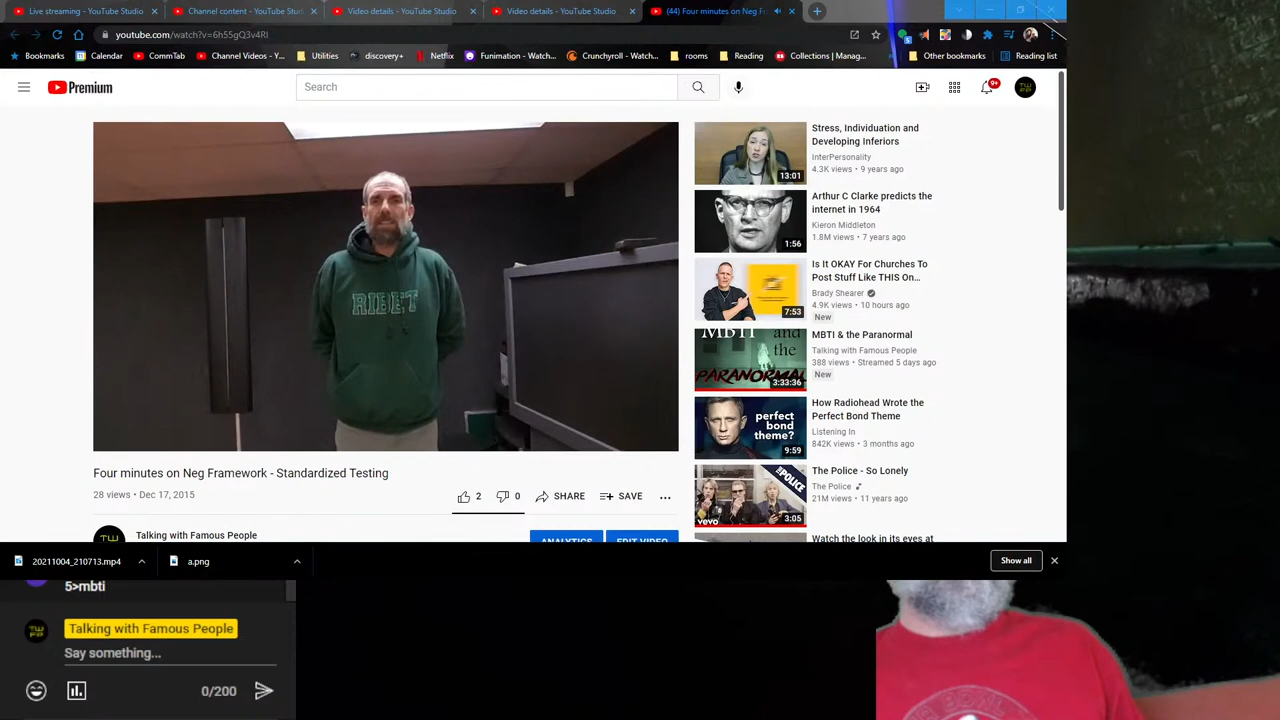 Live streaming - YouTube Studio
Channel content - YouTube Stud
Video details - YouTube Studio
Video details - YouTube Studio
(44) Four minutes on Neg Fr
youtube.com/watch?v=6h55gQ3v4RI
Bookmarks
Calendar
CommTab
Channel Videos - Y...
Utilities
discovery+
Netflix
Funimation - Watch...
Crunchyroll - Watch...
rooms
Reading
Collections | Manag...
Other bookmarks
Reading list
Premium
Search
9+
RIBET
Four minutes on Neg Framework - Standardized Testing
28 views • Dec 17, 2015
2
0
SHARE
SAVE
Talking with Famous People
ANALYTICS
EDIT VIDEO
13:01
Stress, Individuation and
Developing Inferiors
InterPersonality
4.3K views • 9 years ago
1:56
Arthur C Clarke predicts the
internet in 1964
Kieron Middleton
1.8M views • 7 years ago
7:53
Is It OKAY For Churches To
Post Stuff Like THIS On...
Brady Shearer
4.9K views • 10 hours ago
New
MBTI and
the
PARANORMAL
3:33:36
MBTI & the Paranormal
Talking with Famous People
388 views • Streamed 5 days ago
New
perfect
bond
theme?
9:59
How Radiohead Wrote the
Perfect Bond Theme
Listening In
842K views • 3 months ago
vevo
3:05
The Police - So Lonely
The Police
21M views • 11 years ago
Watch the look in its eyes at
20211004_210713.mp4
a.png
Show all
5>mbti
Talking with Famous People
Say something...
0/200